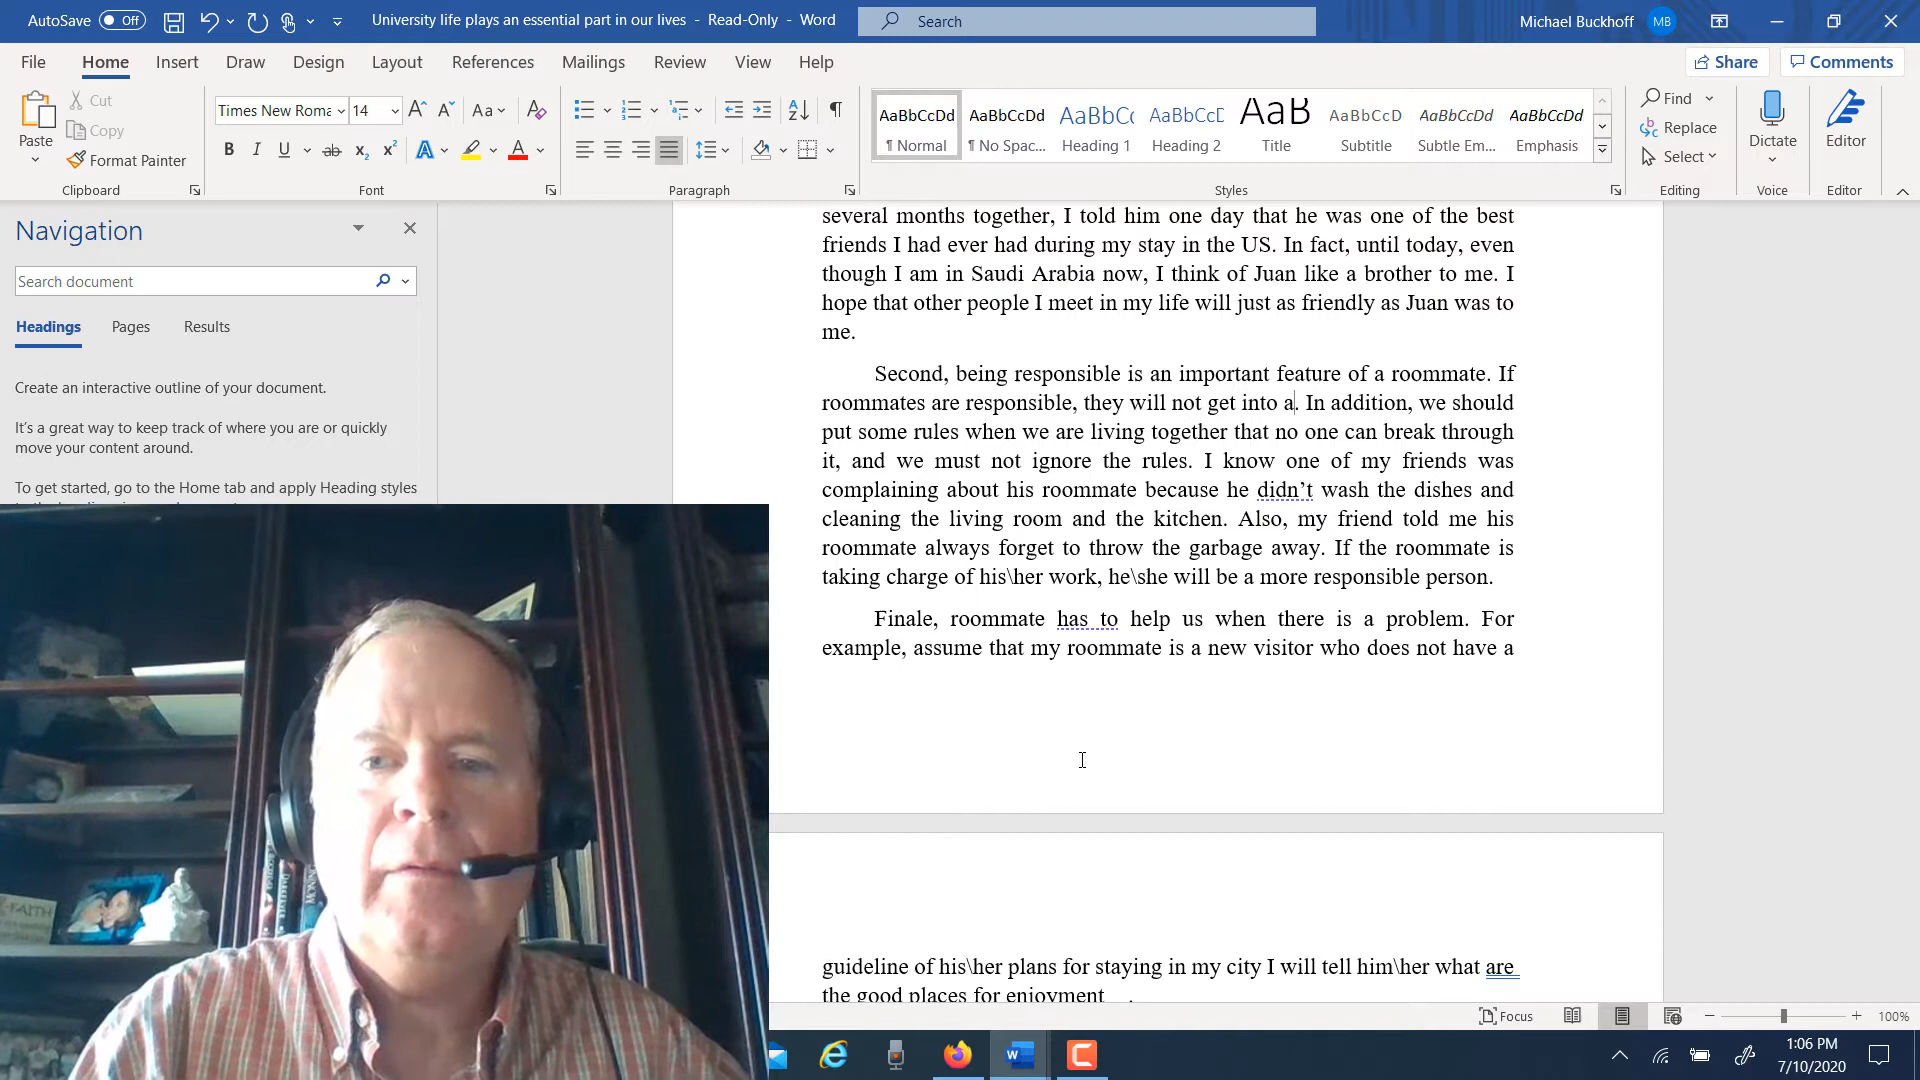 AutoSave Off University life plays an essential part in our lives - Read-Only - Word Search Michael Buckhoff MB
File Home Insert Draw Design Layout References Mailings Review View Help Share Comments
Paste Cut Copy Format Painter
Times New Roma 14 Aa
B I U ab x₂ x² A A
AaBbCcDd ¶ Normal
AaBbCcDd ¶ No Spac...
AaBbCc Heading 1
AaBbCcD Heading 2
AaB Title
AaBbCcD Subtitle
AaBbCcDd Subtle Em...
AaBbCcDd Emphasis
Find Replace Select
Dictate
Editor
Clipboard Font Paragraph Styles Editing Voice Editor
Navigation
Search document
Headings Pages Results
Create an interactive outline of your document.
It's a great way to keep track of where you are or quickly
move your content around.
To get started, go to the Home tab and apply Heading styles
several months together, I told him one day that he was one of the best
friends I had ever had during my stay in the US. In fact, until today, even
though I am in Saudi Arabia now, I think of Juan like a brother to me. I
hope that other people I meet in my life will just as friendly as Juan was to
me.
Second, being responsible is an important feature of a roommate. If
roommates are responsible, they will not get into a. In addition, we should
put some rules when we are living together that no one can break through
it, and we must not ignore the rules. I know one of my friends was
complaining about his roommate because he didn't wash the dishes and
cleaning the living room and the kitchen. Also, my friend told me his
roommate always forget to throw the garbage away. If the roommate is
taking charge of his\her work, he\she will be a more responsible person.
Finale, roommate has to help us when there is a problem. For
example, assume that my roommate is a new visitor who does not have a
guideline of his\her plans for staying in my city I will tell him\her what are
the good places for enjoyment
FAITH
Focus 100%
1:06 PM
7/10/2020